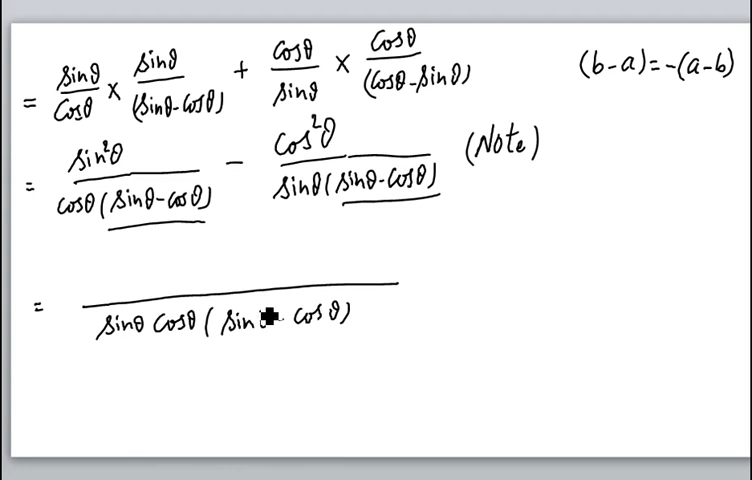 = sinθ/cosθ × sinθ/(sinθ-cosθ) + cosθ/sinθ × cosθ/(cosθ-sinθ) (b-a)=-(a-b)
= sin²θ/cosθ(sinθ-cosθ) - cos²θ/sinθ(sinθ-cosθ) (Note)
= /sinθ cosθ(sin cosθ)